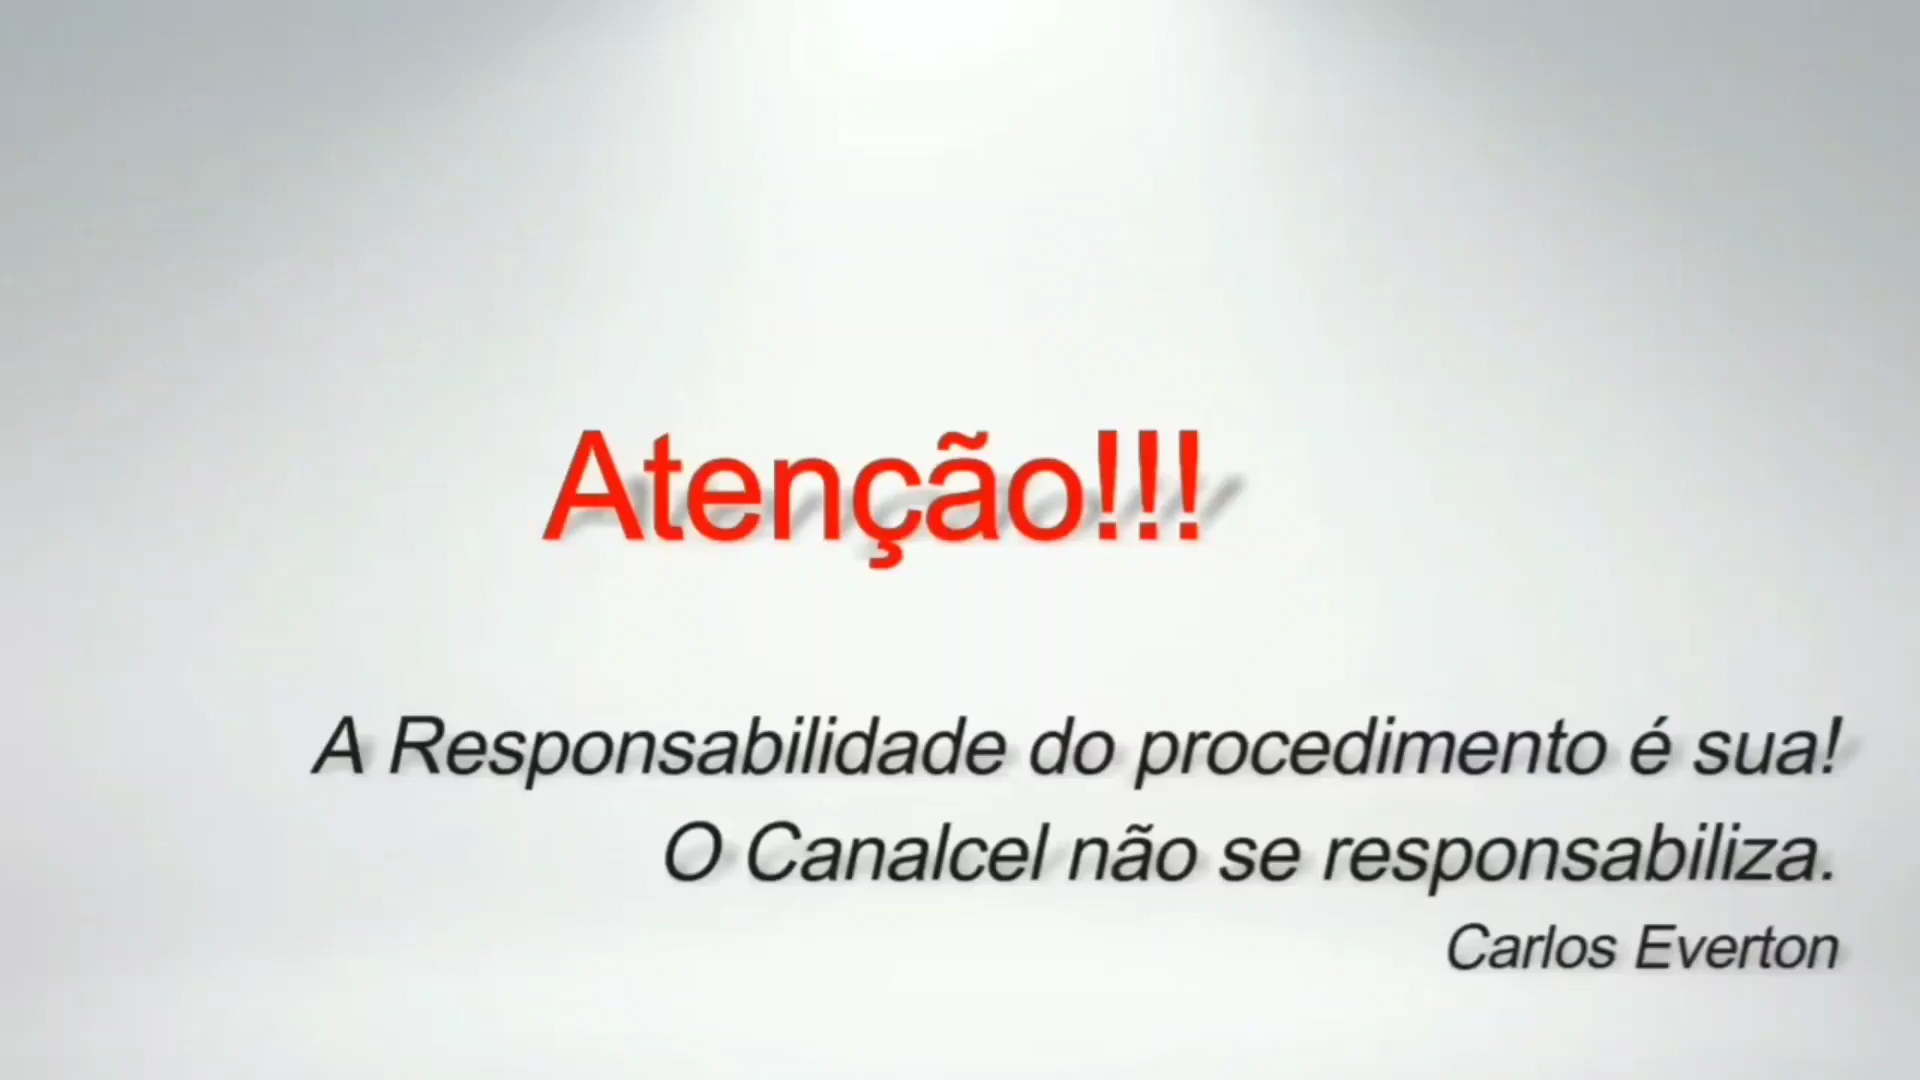 Atenção!!!
A Responsabilidade do procedimento é sua!
O Canalcel não se responsabiliza.
Carlos Everton